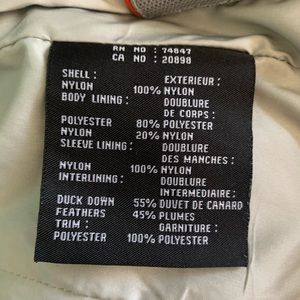 RN NO : 74847
CA NO : 20898
SHELL : EXTERIEUR :
NYLON 100% NYLON
BODY LINING : DOUBLURE
DE CORPS :
POLYESTER 80% POLYESTER
NYLON 20% NYLON
SLEEVE LINING : DOUBLURE
DES MANCHES :
NYLON 100% NYLON
INTERLINING : DOUBLURE
INTERMEDIAIRE :
DUCK DOWN 55% DUVET DE CANARD
FEATHERS 45% PLUMES
TRIM : GARNITURE :
POLYESTER 100% POLYESTER